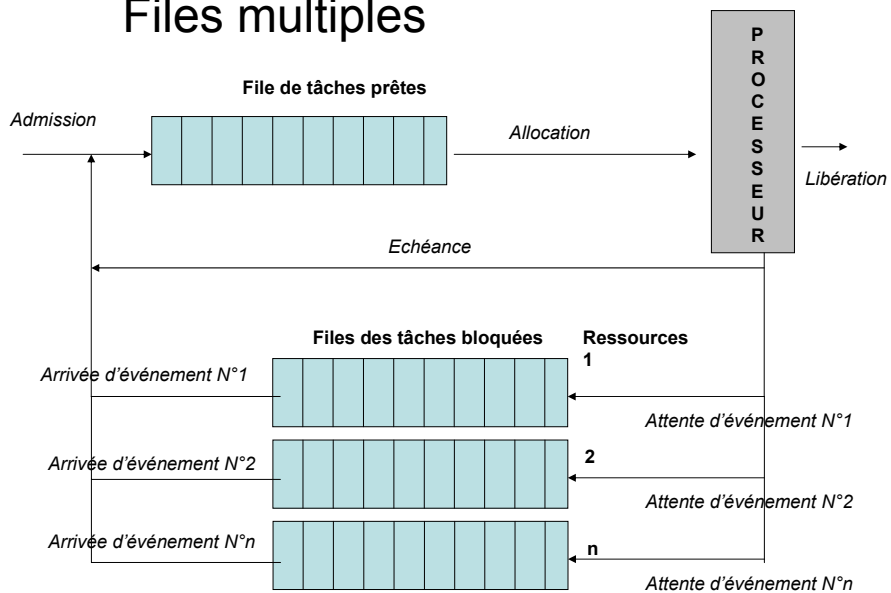 Files multiples
File de tâches prêtes
Admission
Allocation
PROCESSEUR
Libération
Echéance
Files des tâches bloquées
Ressources
1
Arrivée d'événement N°1
Attente d'événement N°1
2
Arrivée d'événement N°2
Attente d'événement N°2
n
Arrivée d'événement N°n
Attente d'événement N°n